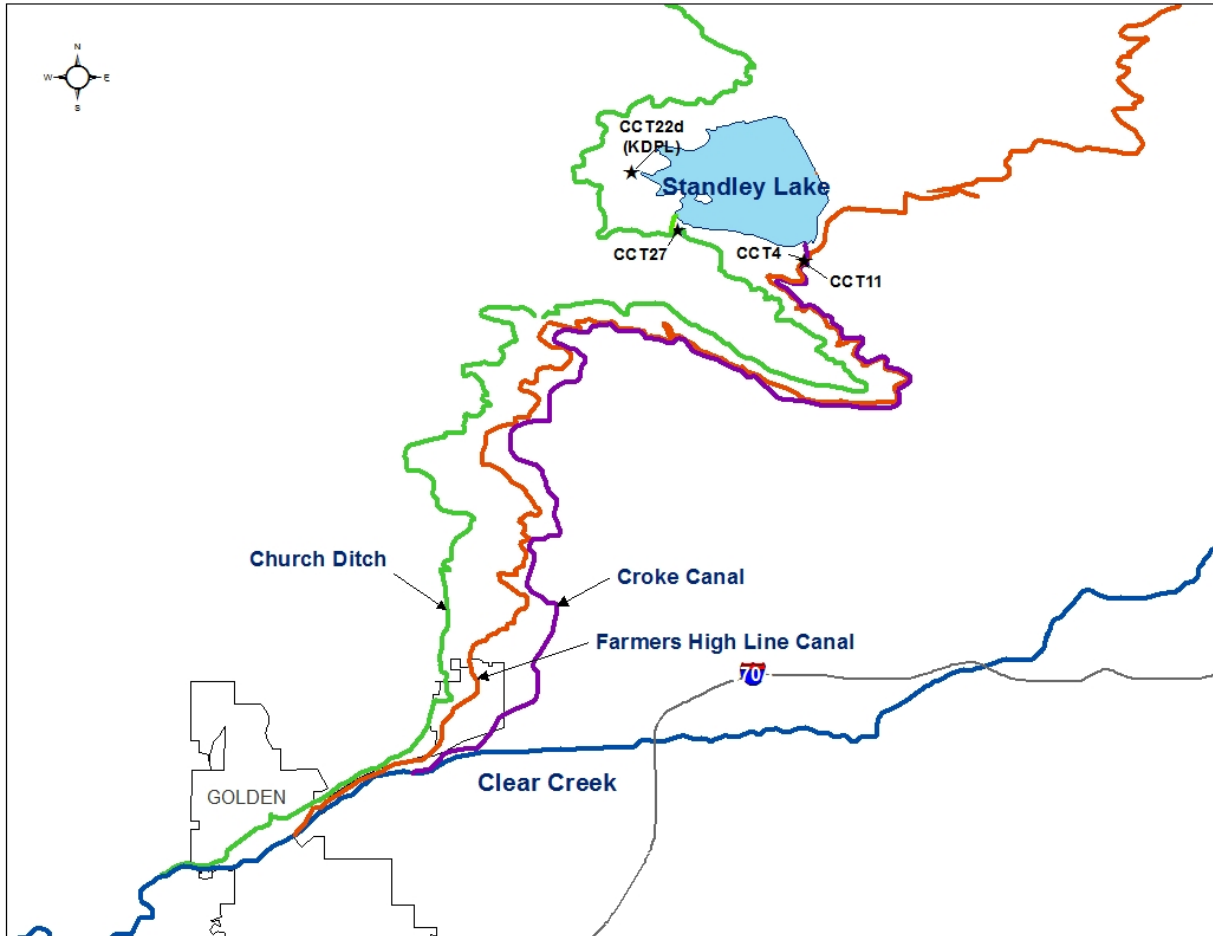 N
W E
S
CCT22d
(KDPL)
Standley Lake
CCT27
CCT4
CCT11
Church Ditch
Croke Canal
Farmers High Line Canal
70
Clear Creek
GOLDEN